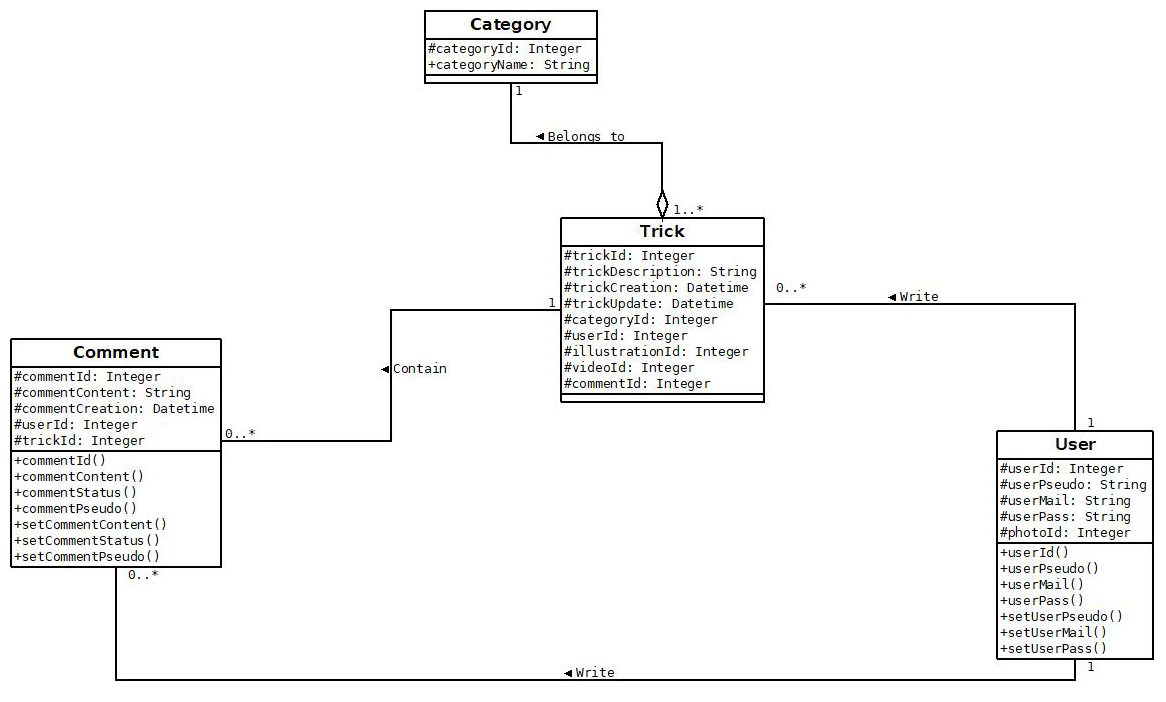 Category
#categoryId: Integer
+categoryName: String
1
Belongs to
1..*
Trick
#trickId: Integer
#trickDescription: String
#trickCreation: Datetime
#trickUpdate: Datetime
#categoryId: Integer
#userId: Integer
#illustrationId: Integer
#videoId: Integer
#commentId: Integer
0..*
Write
1
1
Contain
0..*
Comment
#commentId: Integer
#commentContent: String
#commentCreation: Datetime
#userId: Integer
#trickId: Integer
+commentId()
+commentContent()
+commentStatus()
+commentPseudo()
+setCommentContent()
+setCommentStatus()
+setCommentPseudo()
0..*
User
#userId: Integer
#userPseudo: String
#userMail: String
#userPass: String
#photoId: Integer
+userId()
+userPseudo()
+userMail()
+userPass()
+setUserPseudo()
+setUserMail()
+setUserPass()
1
Write